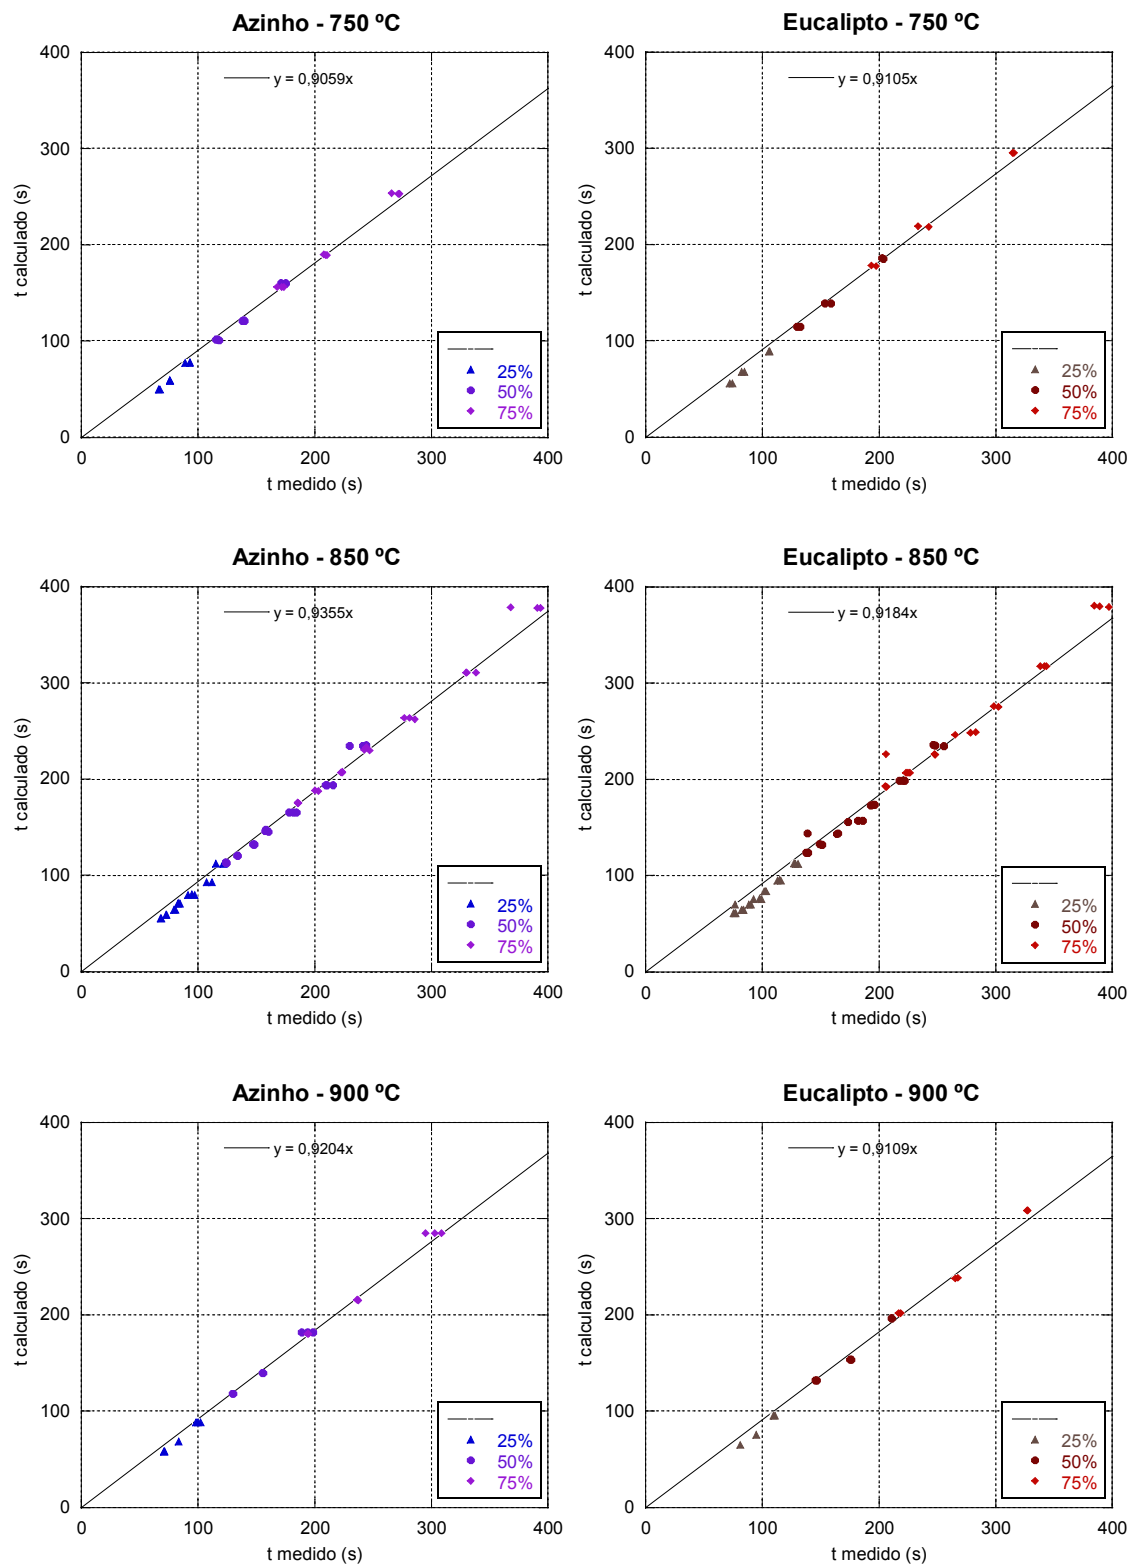 Azinho - 750 ºC
y = 0,9059x
400
300
200
100
0
t calculado (s)
25%
50%
75%
0 100 200 300 400
t medido (s)
Eucalipto - 750 ºC
y = 0,9105x
400
300
200
100
0
t calculado (s)
25%
50%
75%
0 100 200 300 400
t medido (s)
Azinho - 850 ºC
y = 0,9355x
400
300
200
100
0
t calculado (s)
25%
50%
75%
0 100 200 300 400
t medido (s)
Eucalipto - 850 ºC
y = 0,9184x
400
300
200
100
0
t calculado (s)
25%
50%
75%
0 100 200 300 400
t medido (s)
Azinho - 900 ºC
y = 0,9204x
400
300
200
100
0
t calculado (s)
25%
50%
75%
0 100 200 300 400
t medido (s)
Eucalipto - 900 ºC
y = 0,9109x
400
300
200
100
0
t calculado (s)
25%
50%
75%
0 100 200 300 400
t medido (s)